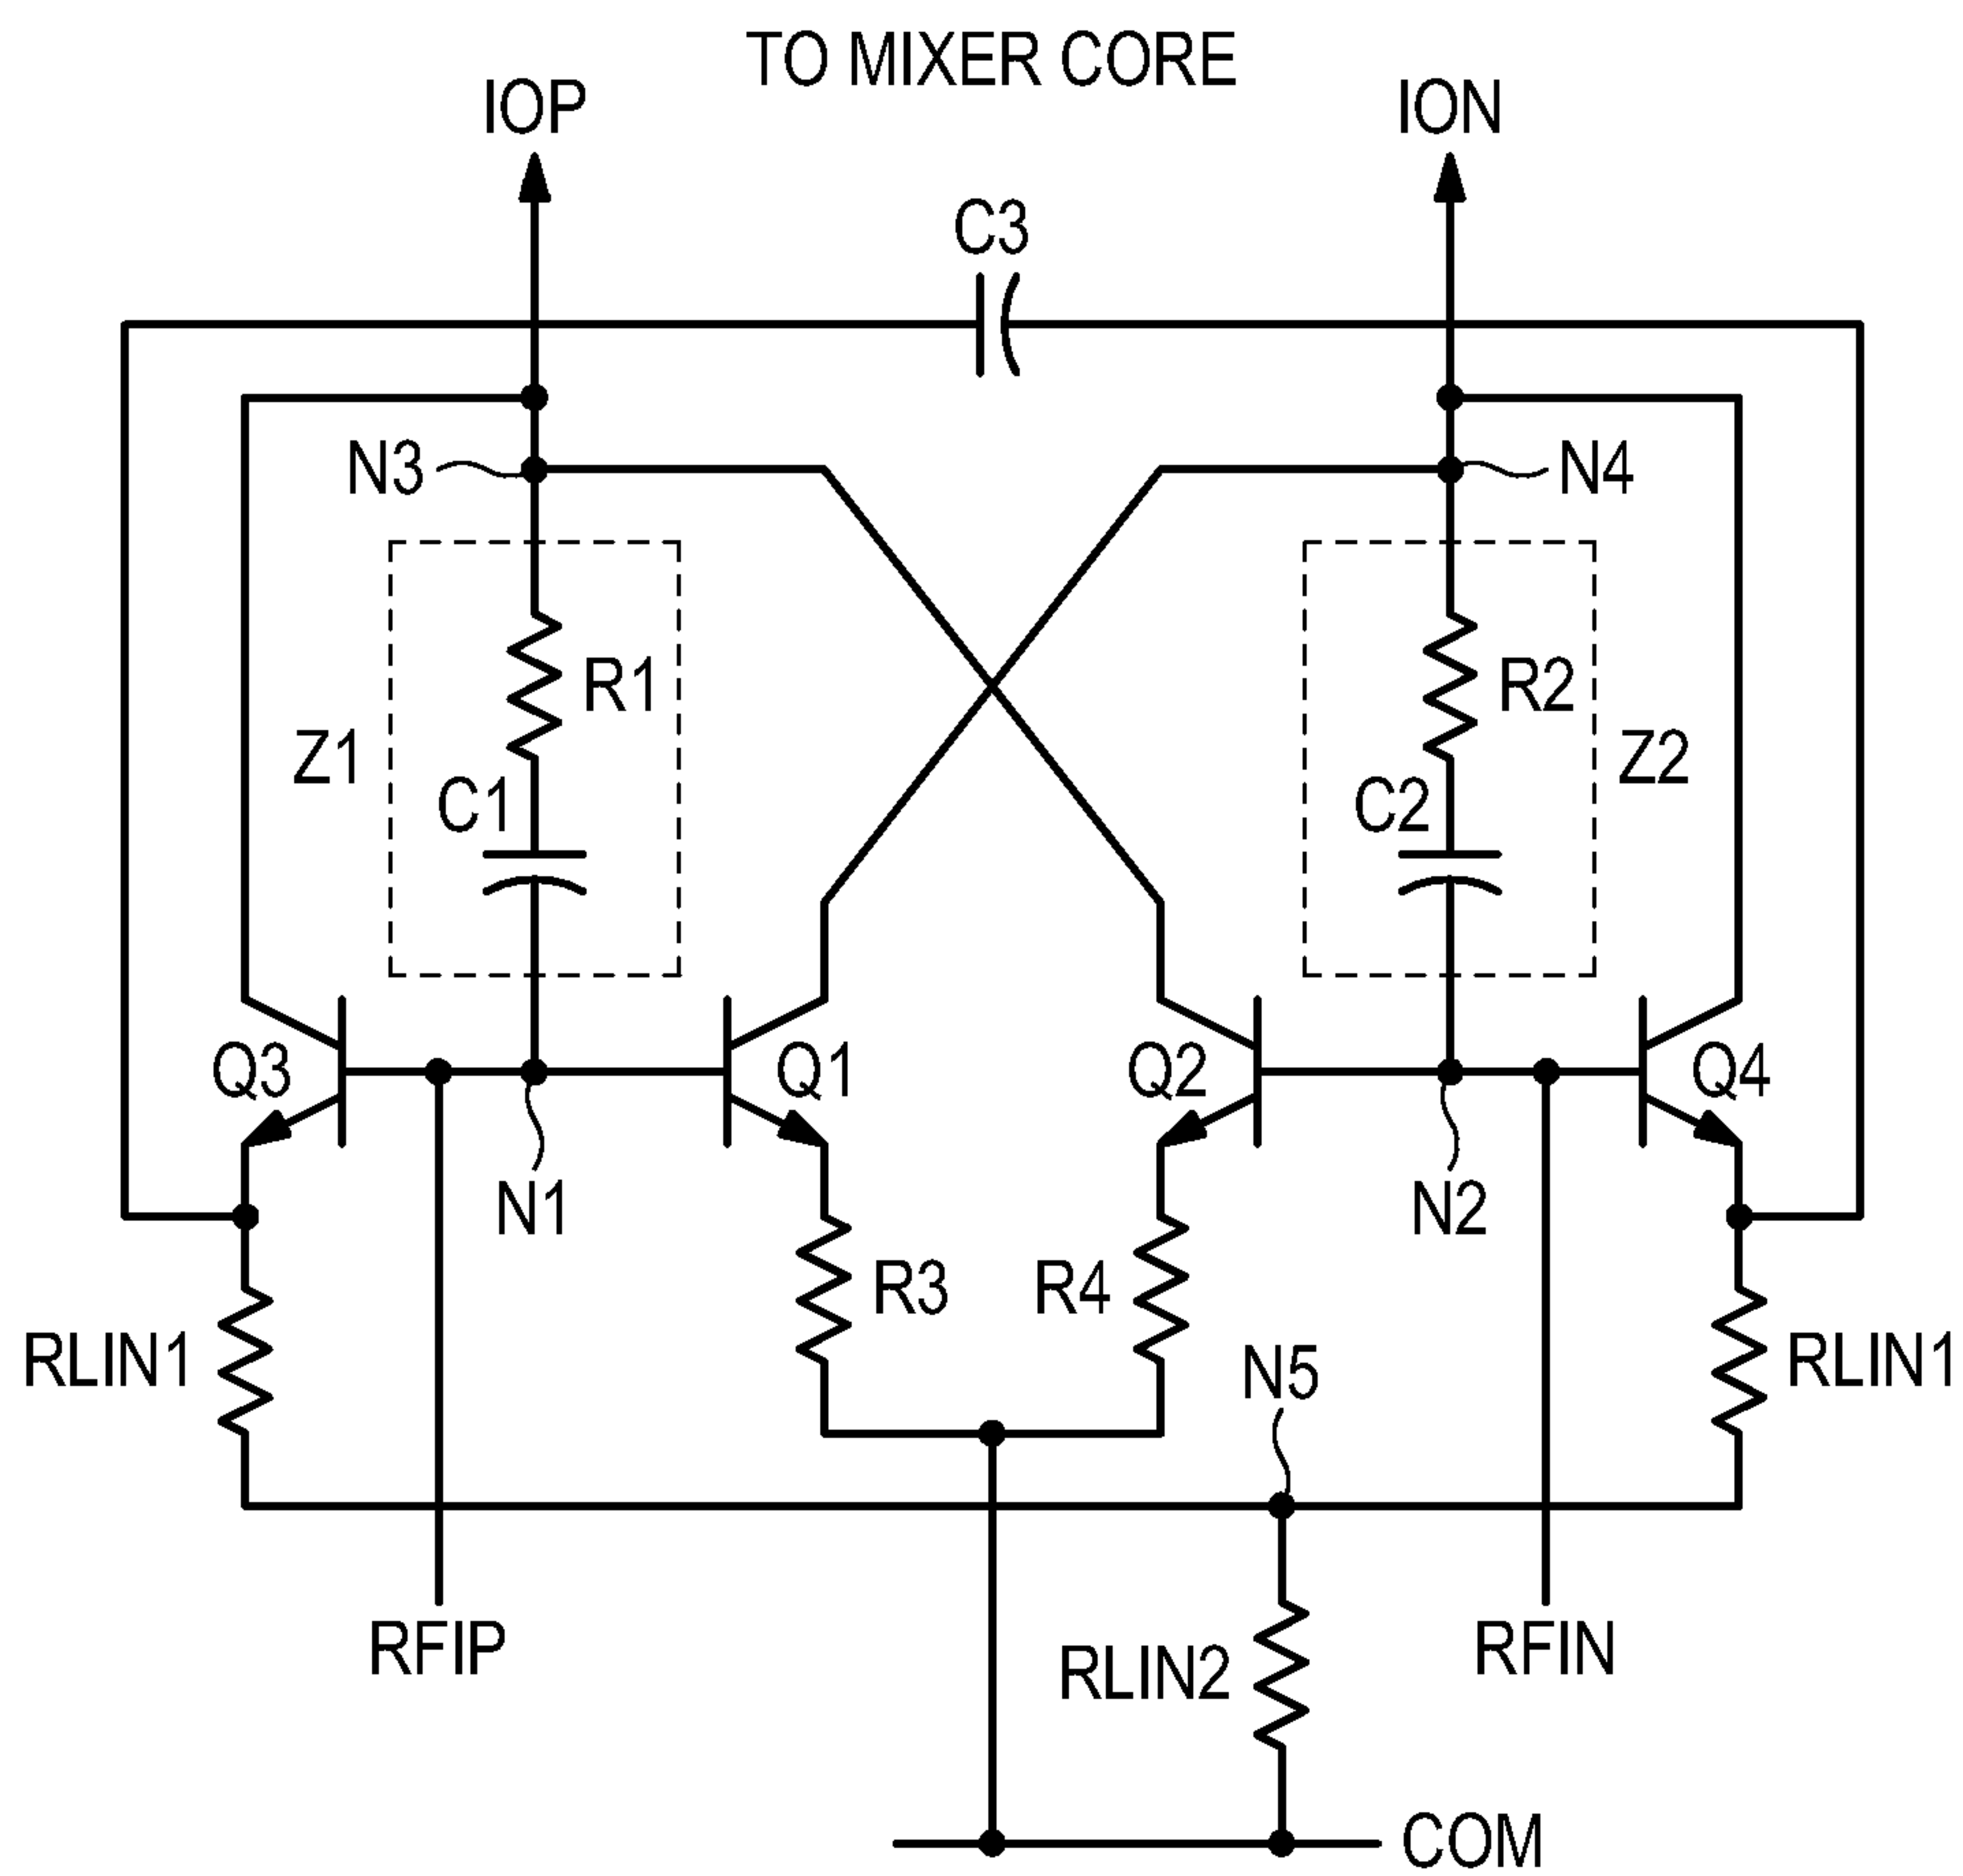 TO MIXER CORE
IOP
ION
C3
N3
N4
R1
R2
Z1
Z2
C1
C2
Q3
Q1
Q2
Q4
N1
N2
R3
R4
RLIN1
N5
RLIN1
RFIP
RLIN2
RFIN
COM